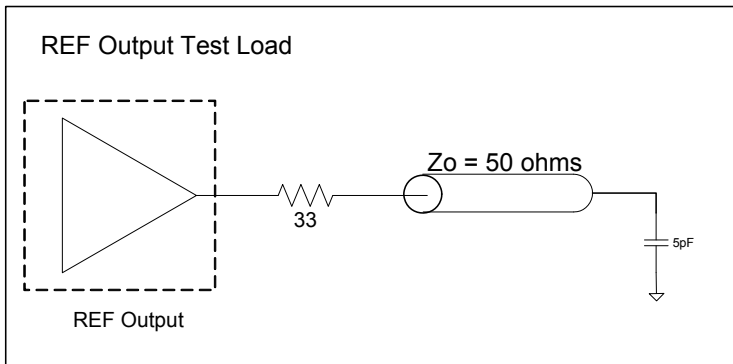 REF Output Test Load
Zo = 50 ohms
33
5pF
REF Output